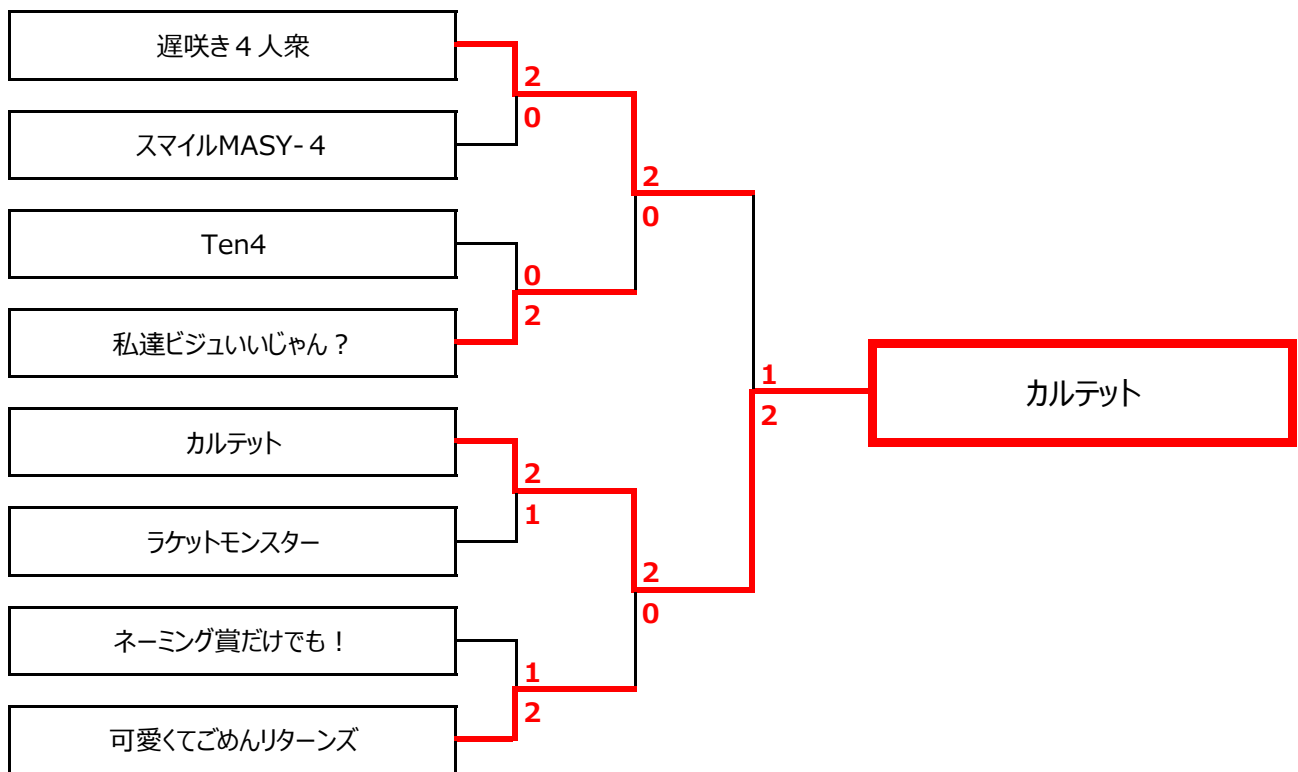 遅咲き４人衆
2
0
スマイルMASY-４
2
0
Ten4
0
2
私達ビジュいいじゃん？
1
2
カルテット
カルテット
2
1
ラケットモンスター
2
0
ネーミング賞だけでも！
1
2
可愛くてごめんリターンズ